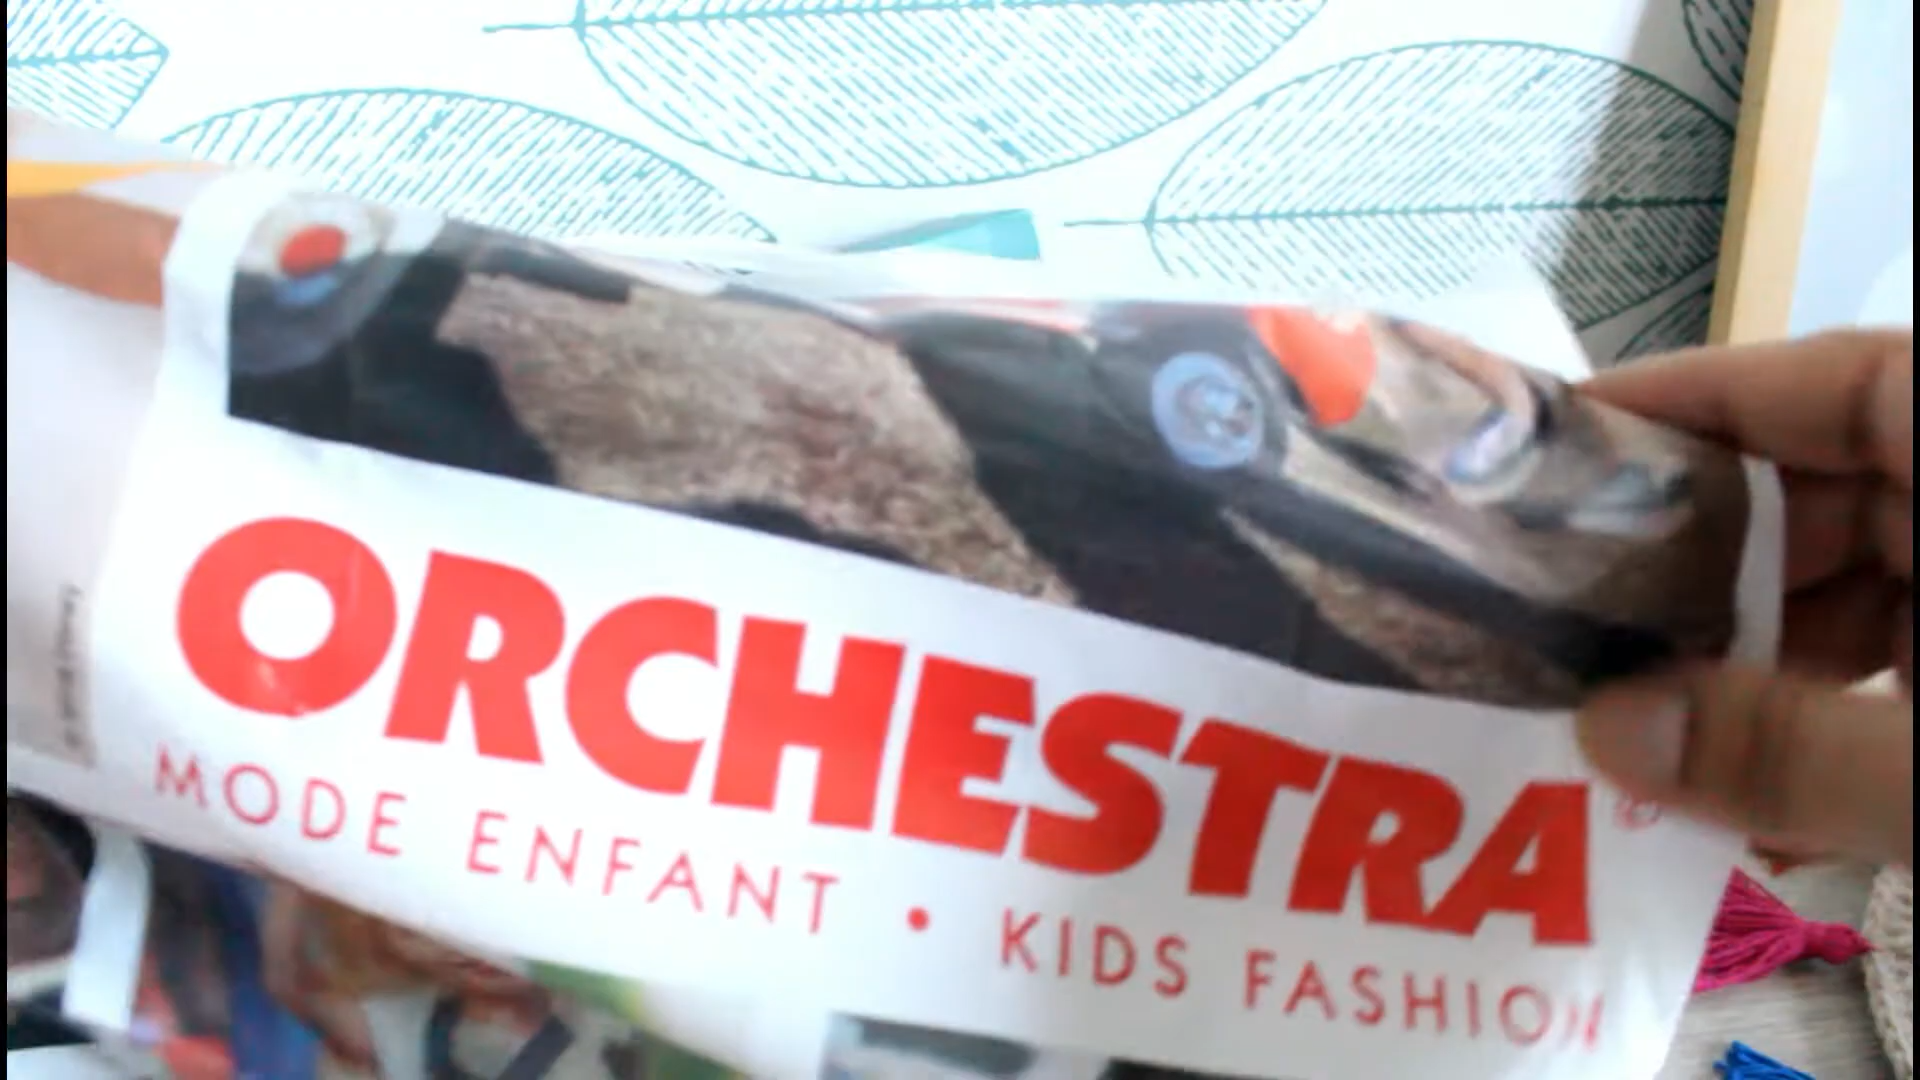 ORCHESTRA®
MODE ENFANT • KIDS FASHION